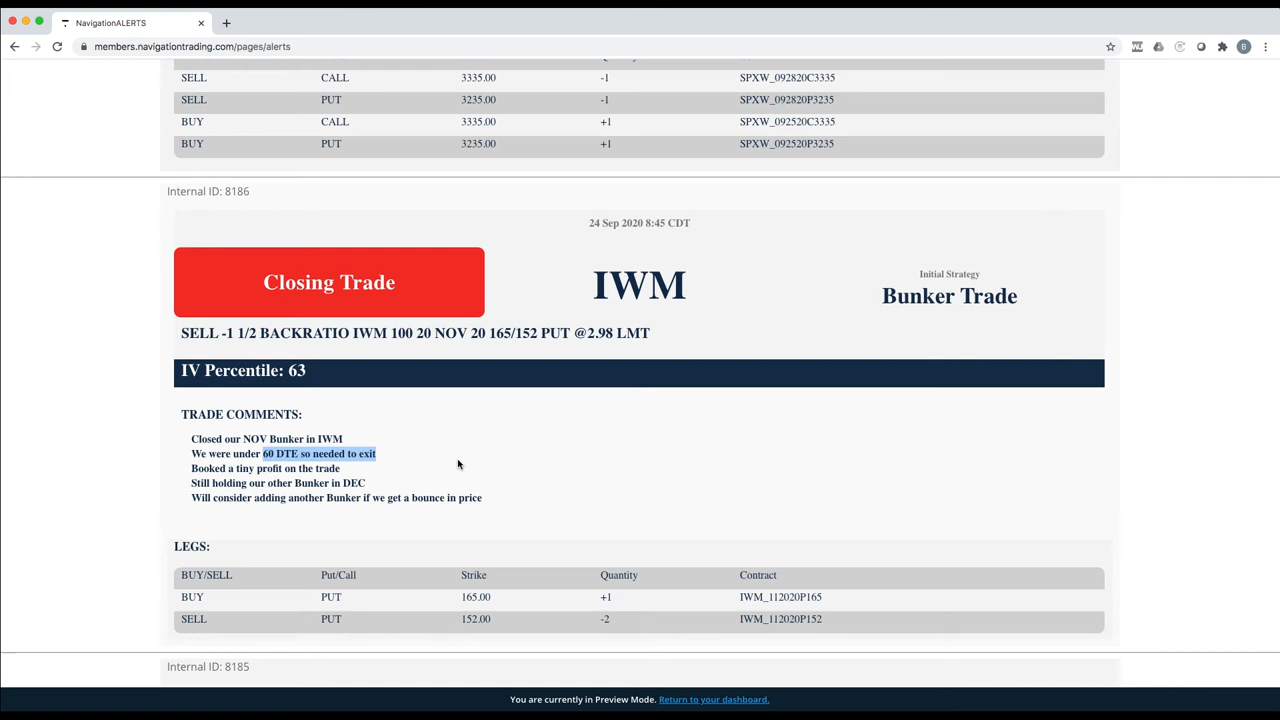 NavigationALERTS
members.navigationtrading.com/pages/alerts
B
SELL CALL 3335.00 -1 SPXW_092820C3335
SELL PUT 3235.00 -1 SPXW_092820P3235
BUY CALL 3335.00 +1 SPXW_092520C3335
BUY PUT 3235.00 +1 SPXW_092520P3235
Internal ID: 8186
24 Sep 2020 8:45 CDT
Closing Trade
IWM
Initial Strategy
Bunker Trade
SELL -1 1/2 BACKRATIO IWM 100 20 NOV 20 165/152 PUT @2.98 LMT
IV Percentile: 63
TRADE COMMENTS:
Closed our NOV Bunker in IWM
We were under 60 DTE so needed to exit
Booked a tiny profit on the trade
Still holding our other Bunker in DEC
Will consider adding another Bunker if we get a bounce in price
LEGS:
BUY/SELL Put/Call Strike Quantity Contract
BUY PUT 165.00 +1 IWM_112020P165
SELL PUT 152.00 -2 IWM_112020P152
Internal ID: 8185
You are currently in Preview Mode. Return to your dashboard.